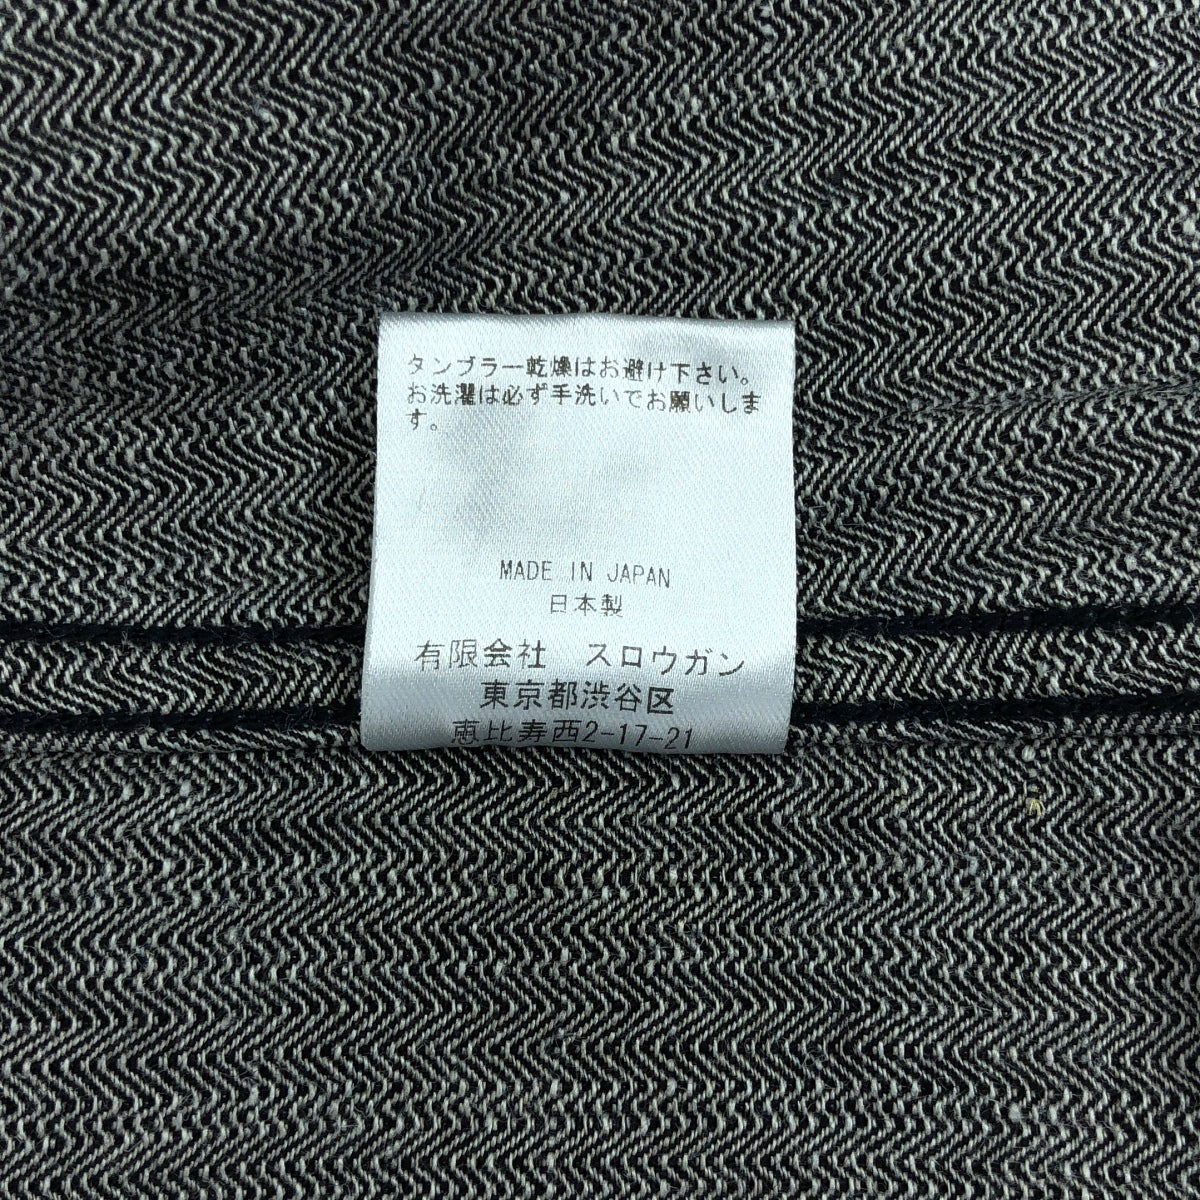 タンブラー乾燥はお避け下さい。
お洗濯は必ず手洗いでお願いしま
す。
MADE IN JAPAN
日本製
有限会社　スロウガン
東京都渋谷区
恵比寿西2-17-21